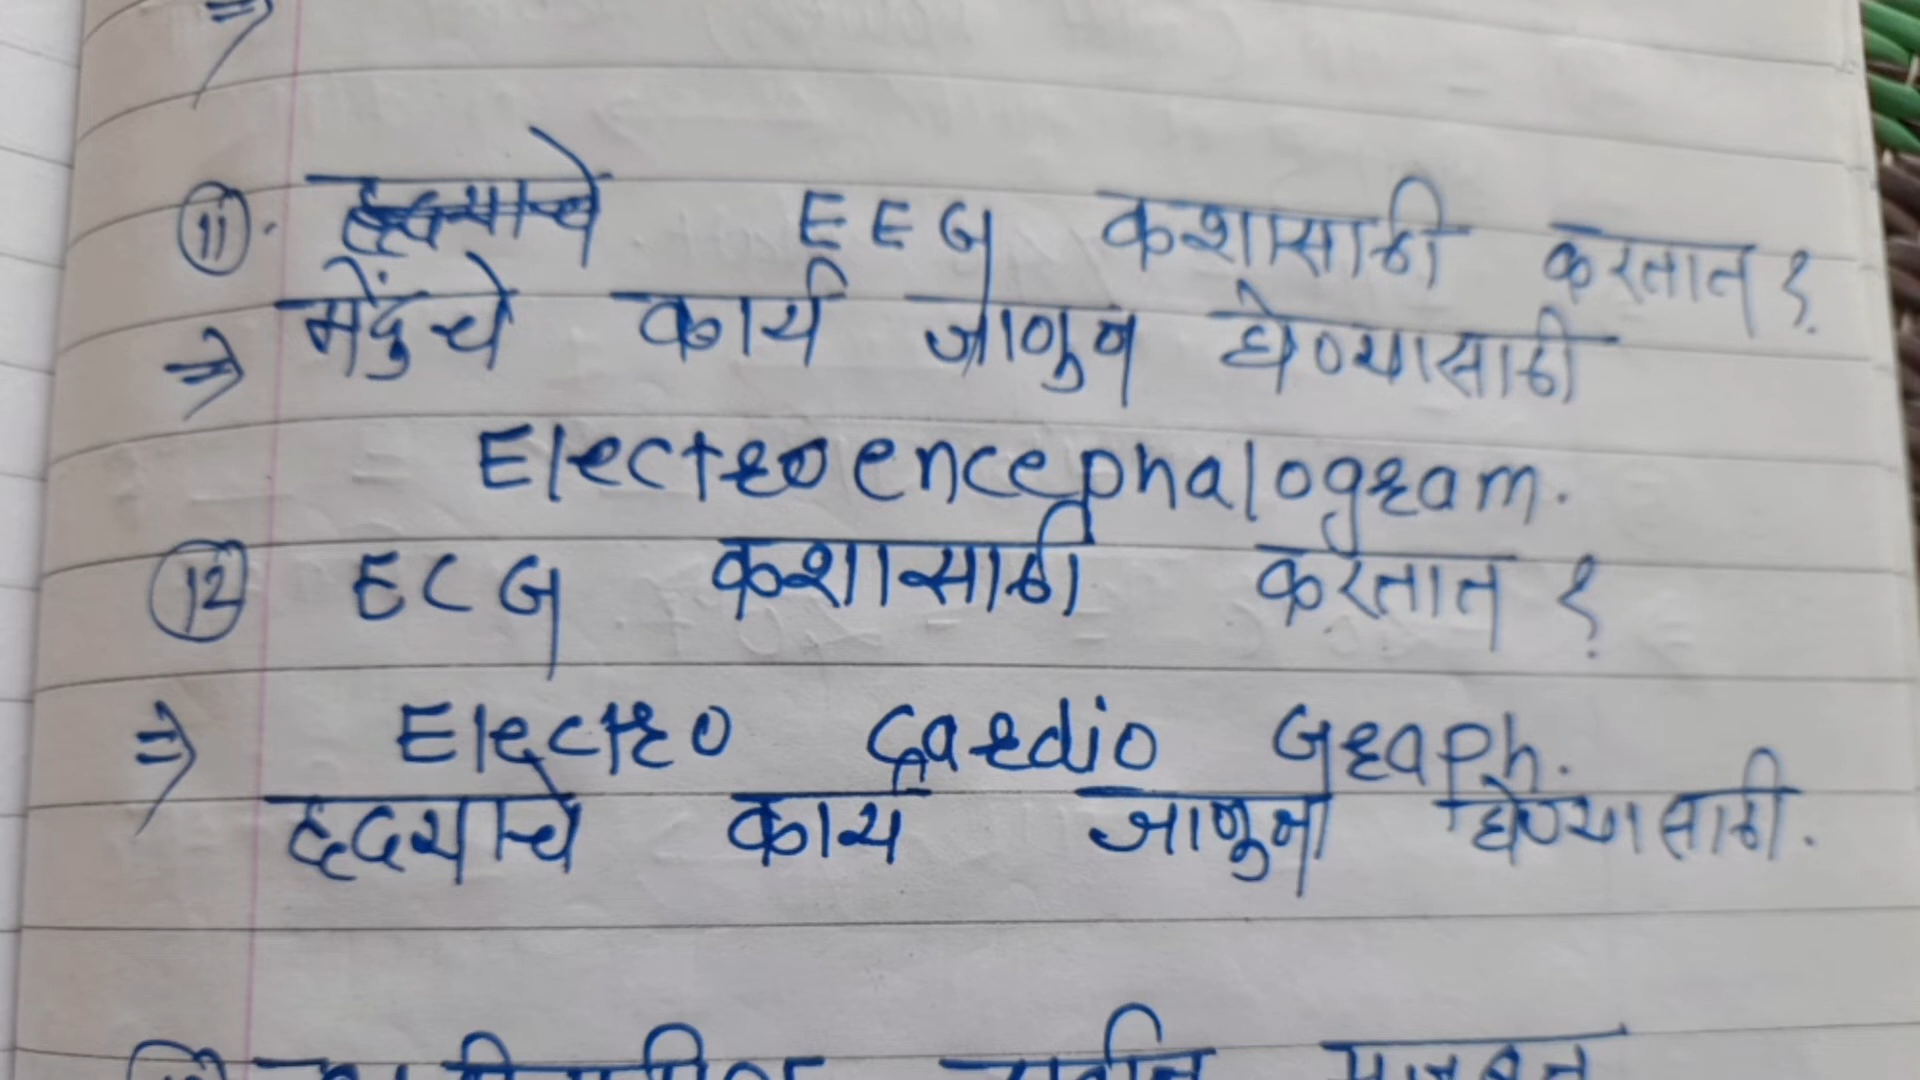 ⇒
(11). EEG कशासाठी करतात ?
⇒ मेंदुचे कार्य जाणुन घेण्यासाठी
Electroencephalogram.
(12) ECG कशासाठी करतात ?
⇒ Electro Cardio Graph.
हृदयाचे कार्य जाणुन घेण्यासाठी.